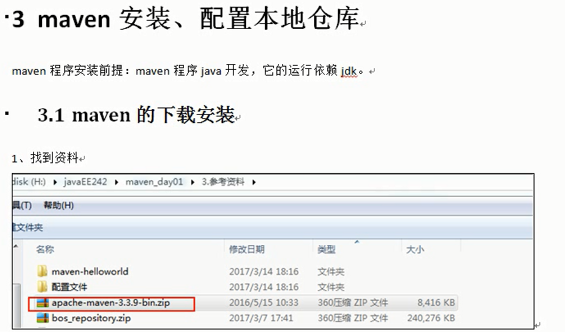 3 maven 安装、配置本地仓库
maven 程序安装前提：maven 程序 java 开发，它的运行依赖 jdk。
3.1 maven 的下载安装
1、找到资料
disk (H:) ▸ javaEE242 ▸ maven_day01 ▸ 3.参考资料 ▸
具(T) 帮助(H)
文件夹
名称 修改日期 类型 大小
maven-helloworld 2017/3/14 18:16 文件夹
配置文件 2017/3/14 18:16 文件夹
apache-maven-3.3.9-bin.zip 2016/5/15 10:33 360压缩 ZIP 文件 8,416 KB
bos_repository.zip 2017/3/7 17:41 360压缩 ZIP 文件 240,276 KB